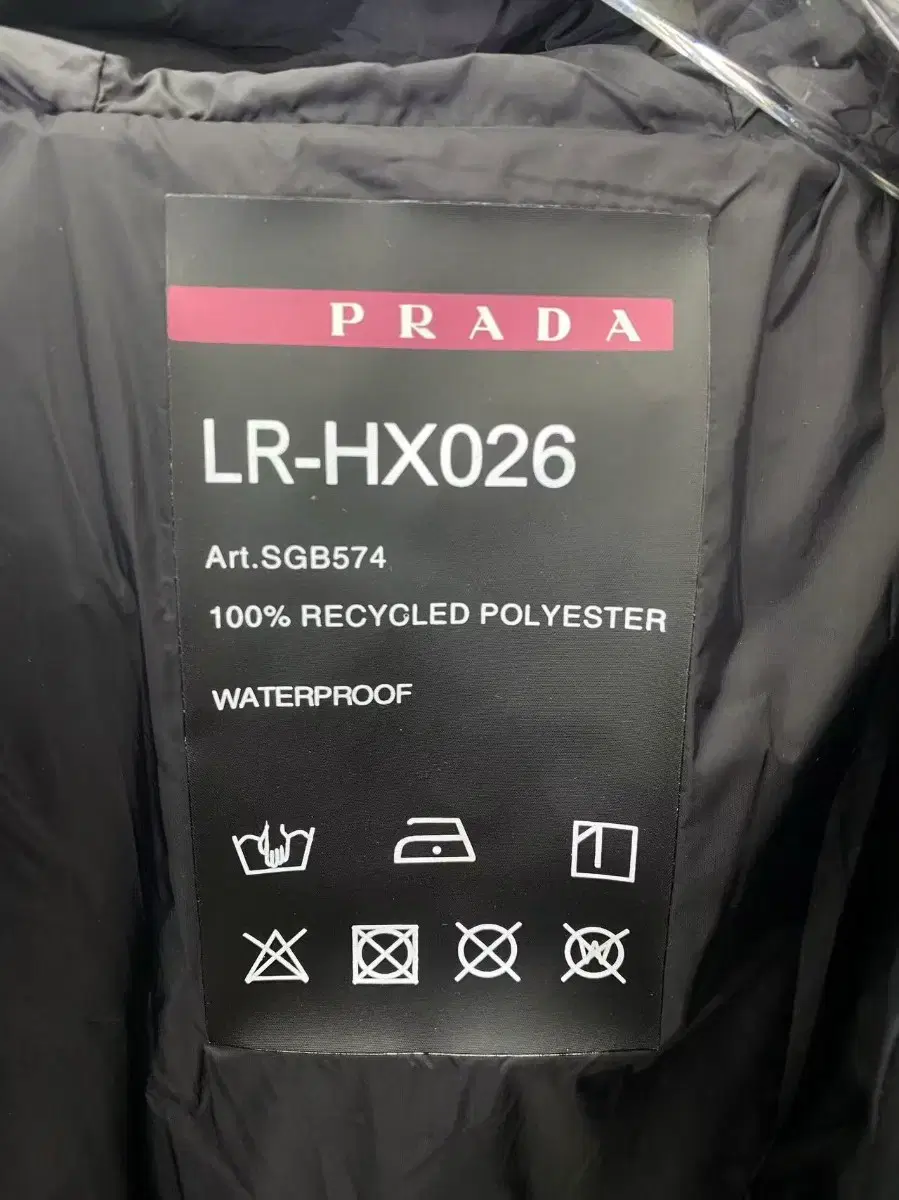 PRADA
LR-HX026
Art.SGB574
100% RECYCLED POLYESTER
WATERPROOF
W